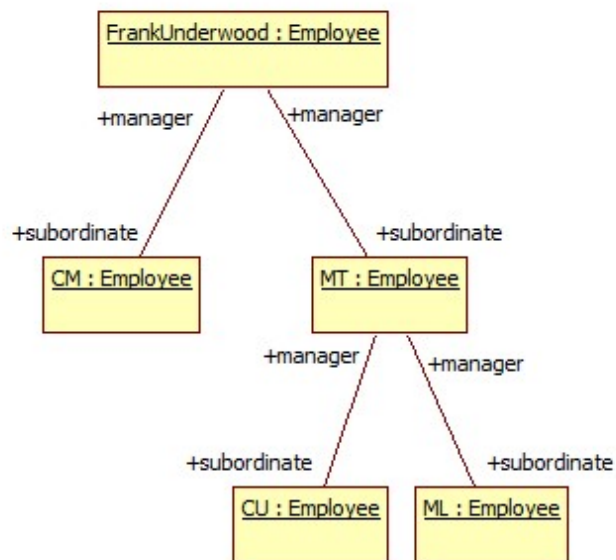 FrankUnderwood : Employee
+manager
+manager
+subordinate
+subordinate
CM : Employee
MT : Employee
+manager
+manager
+subordinate
+subordinate
CU : Employee
ML : Employee